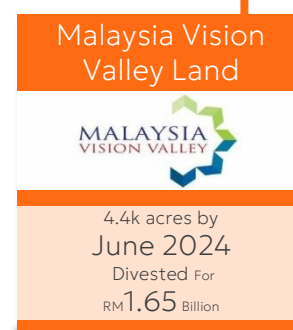 Malaysia Vision
Valley Land
MALAYSIA
VISION VALLEY
4.4k acres by
June 2024
Divested For
RM1.65 Billion